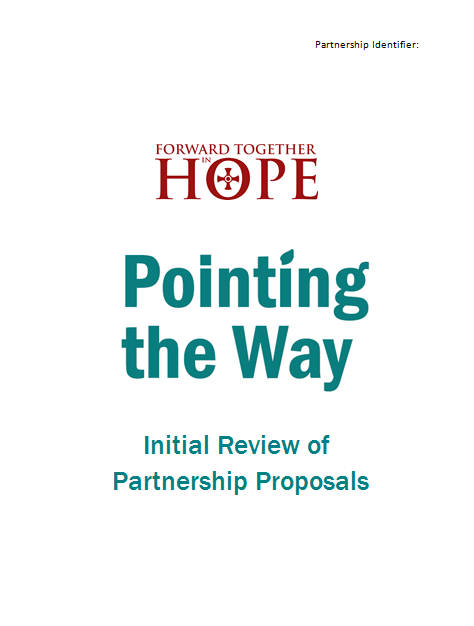 Partnership Identifier:
FORWARD TOGETHER
IN
HOPE
Pointing
the Way
Initial Review of
Partnership Proposals